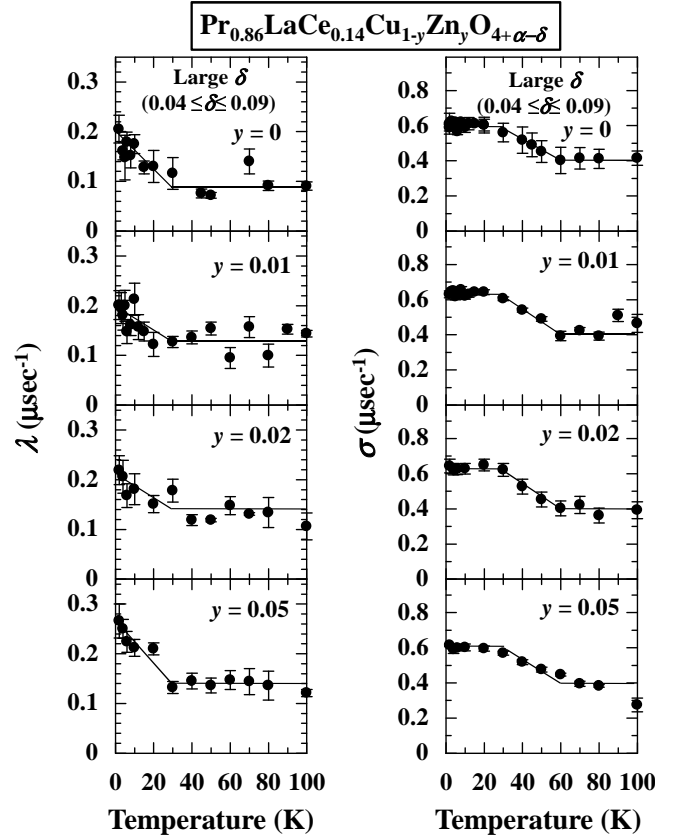 Pr0.86LaCe0.14Cu1-yZnyO4+α−δ
Large δ
(0.04 ≤δ≤ 0.09)
y = 0
0.3
0.2
0.1
0
y = 0.01
0.3
0.2
0.1
0
y = 0.02
0.3
0.2
0.1
0
y = 0.05
0.3
0.2
0.1
0
λ (μsec-1)
0 20 40 60 80 100
Temperature (K)
Large δ
(0.04 ≤δ≤ 0.09)
y = 0
0.8
0.6
0.4
0.2
0
y = 0.01
0.8
0.6
0.4
0.2
0
y = 0.02
0.8
0.6
0.4
0.2
0
y = 0.05
0.8
0.6
0.4
0.2
0
σ (μsec-1)
0 20 40 60 80 100
Temperature (K)